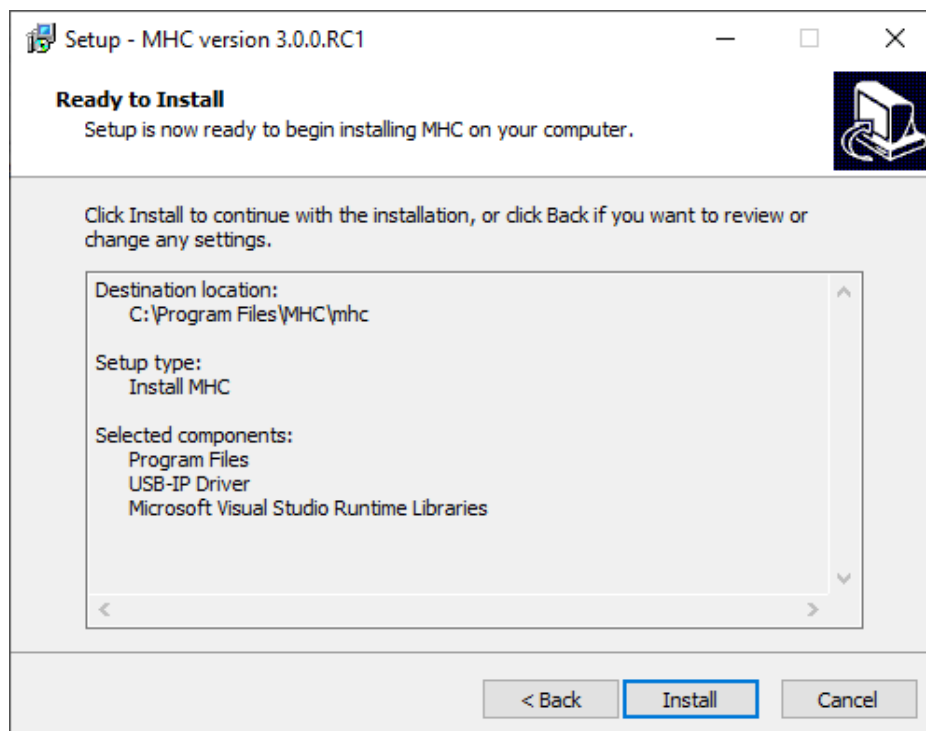 Setup - MHC version 3.0.0.RC1
Ready to Install
Setup is now ready to begin installing MHC on your computer.
Click Install to continue with the installation, or click Back if you want to review or
change any settings.
Destination location:
C:\Program Files\MHC\mhc
Setup type:
Install MHC
Selected components:
Program Files
USB-IP Driver
Microsoft Visual Studio Runtime Libraries
< Back Install Cancel